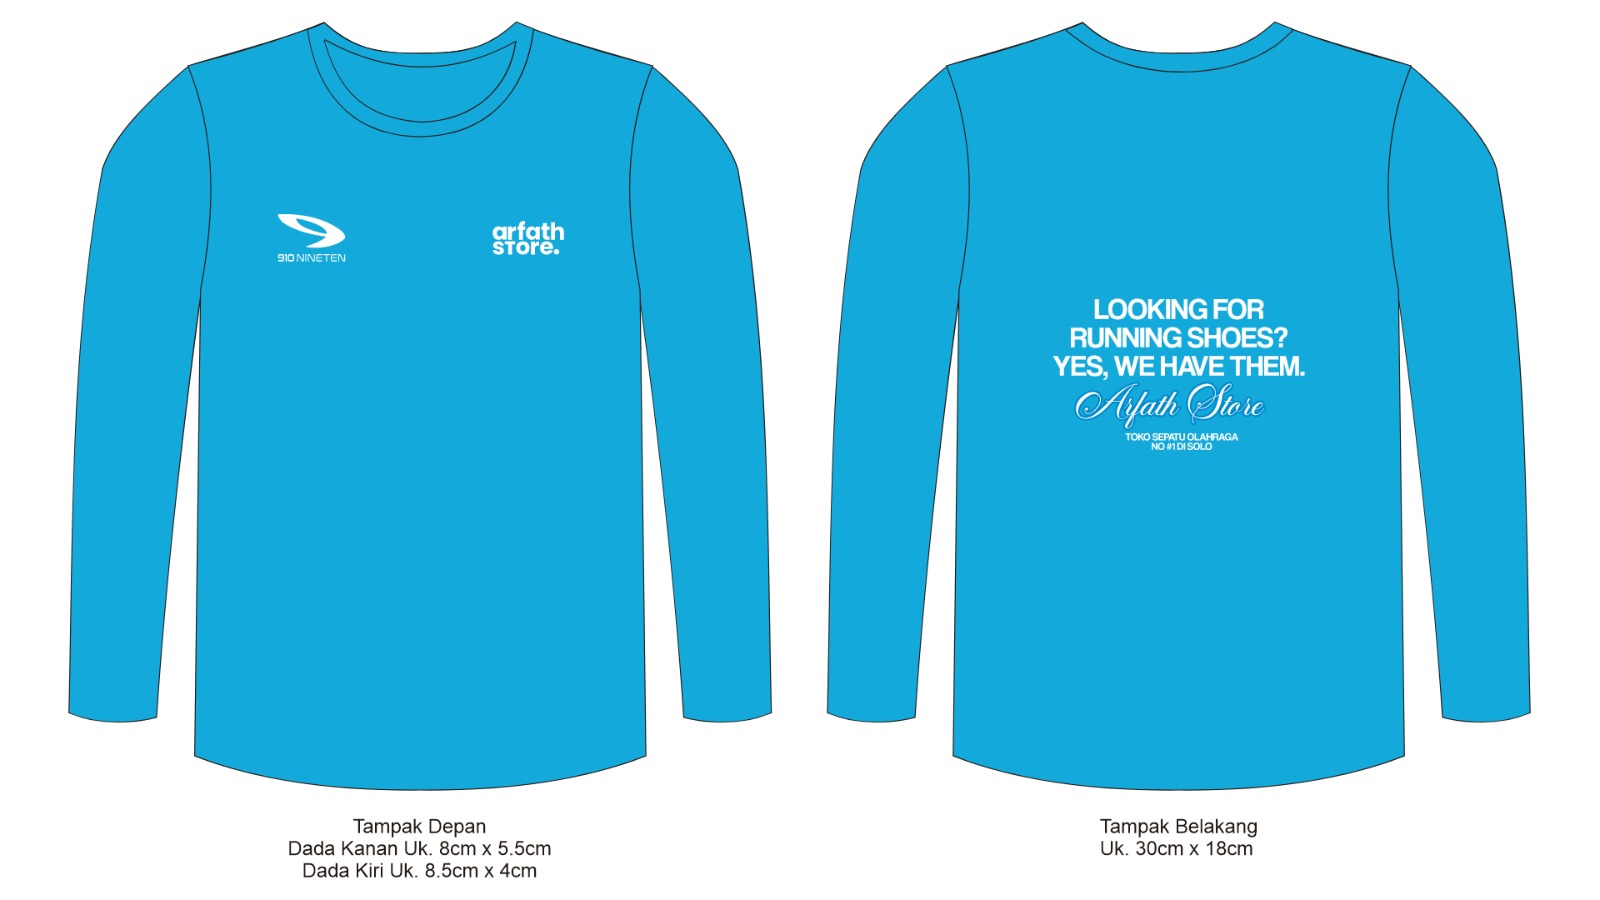 910 NINETEN
arfath
store.
Tampak Depan
Dada Kanan Uk. 8cm x 5.5cm
Dada Kiri Uk. 8.5cm x 4cm
LOOKING FOR
RUNNING SHOES?
YES, WE HAVE THEM.
Arfath Store
TOKO SEPATU OLAHRAGA
NO #1 DI SOLO
Tampak Belakang
Uk. 30cm x 18cm